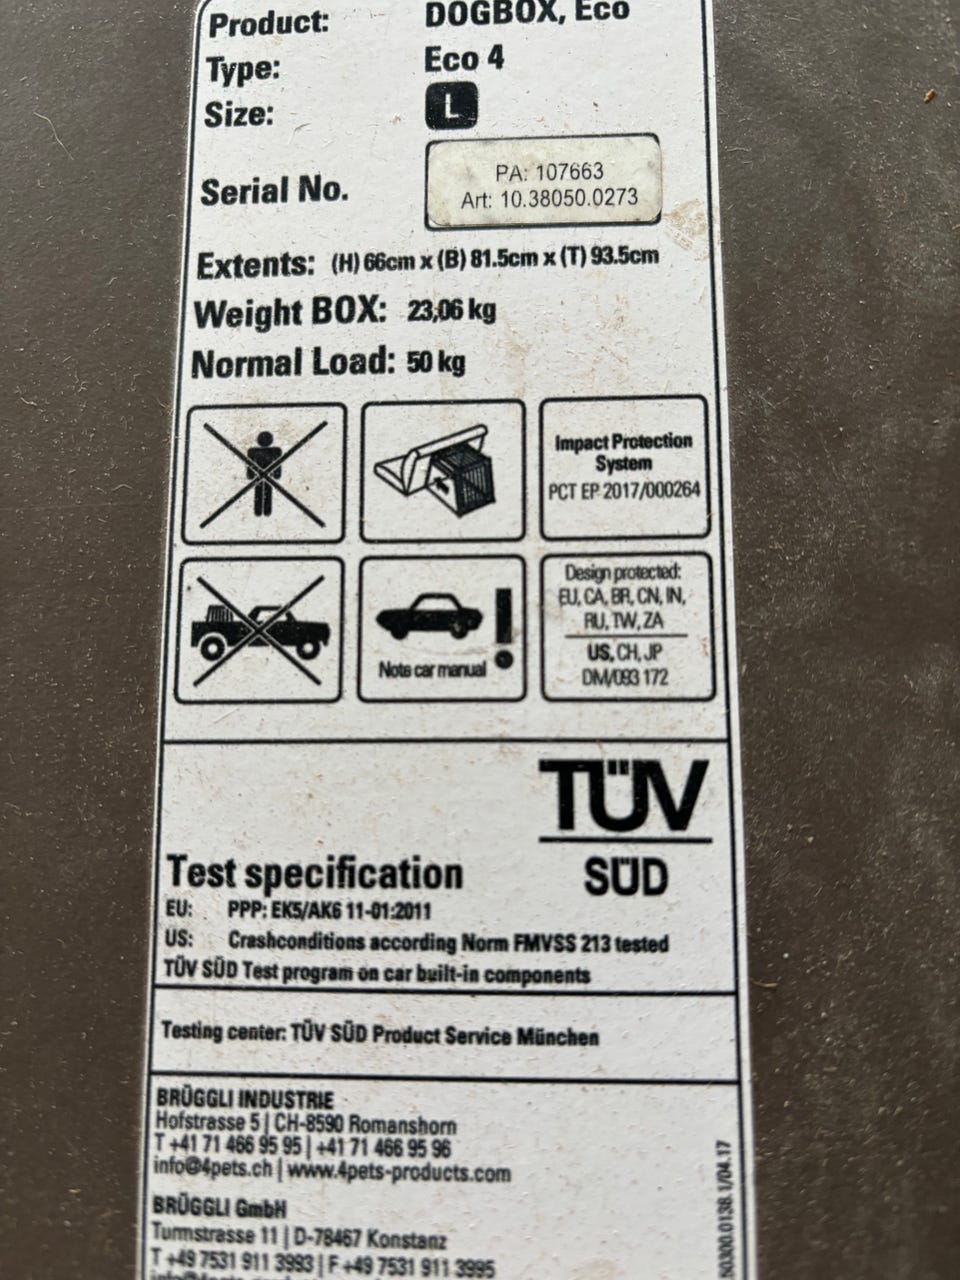 Product: DOGBOX, Eco
Type: Eco 4
Size: L
Serial No. PA: 107663
Art: 10.38050.0273
Extents: (H) 66cm x (B) 81.5cm x (T) 93.5cm
Weight BOX: 23,06 kg
Normal Load: 50 kg
Impact Protection
System
PCT EP 2017/000264
Note car manual
!
Design protected:
EU, CA, BR, CN, IN,
RU, TW, ZA
US, CH, JP
DM/093 172
TÜV
SÜD
Test specification
EU: PPP: EK5/AK6 11-01:2011
US: Crashconditions according Norm FMVSS 213 tested
TÜV SÜD Test program on car built-in components
Testing center: TÜV SÜD Product Service München
BRÜGGLI INDUSTRIE
Hofstrasse 5 | CH-8590 Romanshorn
T +41 71 466 95 95 | +41 71 466 95 96
info@4pets.ch | www.4pets-products.com
BRÜGGLI GmbH
Turmstrasse 11 | D-78467 Konstanz
T +49 7531 911 3993 | F +49 7531 911 3995
50300.0138.1/04.17